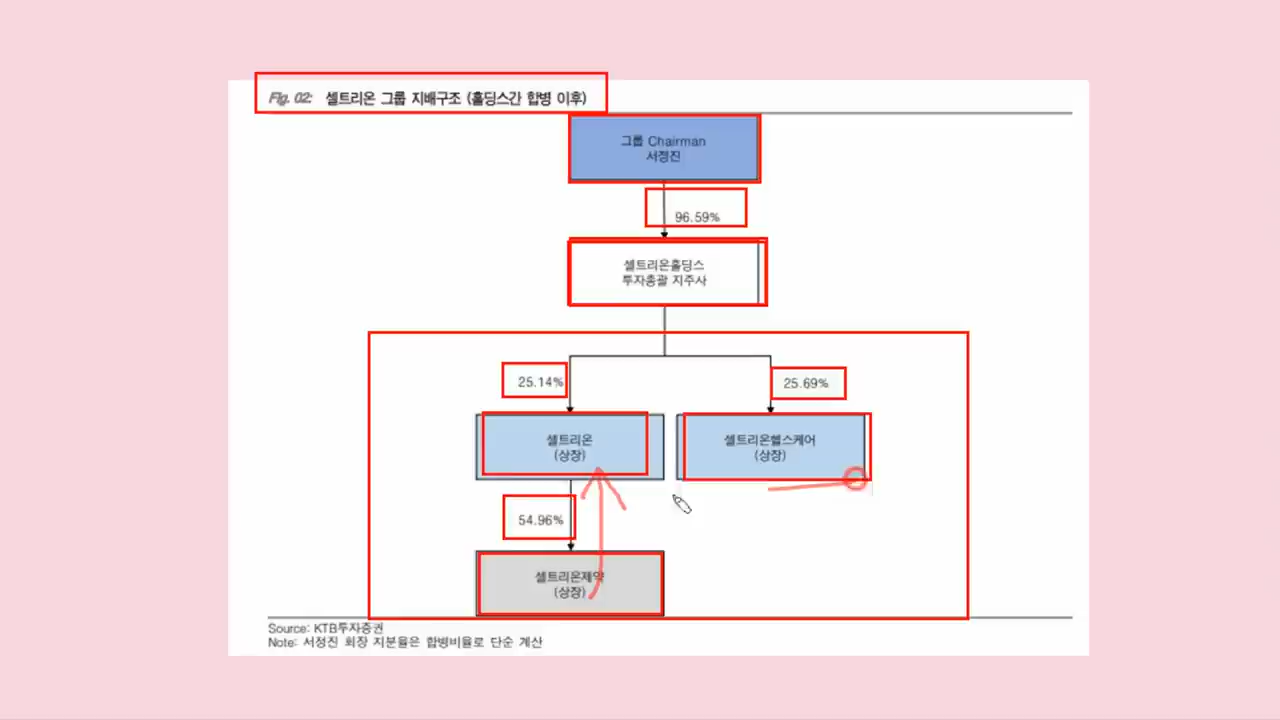 Fig. 02: 셀트리온 그룹 지배구조 (홀딩스간 합병 이후)
그룹 Chairman
서정진
96.59%
셀트리온홀딩스
투자총괄 지주사
25.14%
25.69%
셀트리온
(상장)
셀트리온헬스케어
(상장)
54.96%
셀트리온제약
(상장)
Source: KTB투자증권
Note: 서정진 회장 지분율은 합병비율로 단순 계산